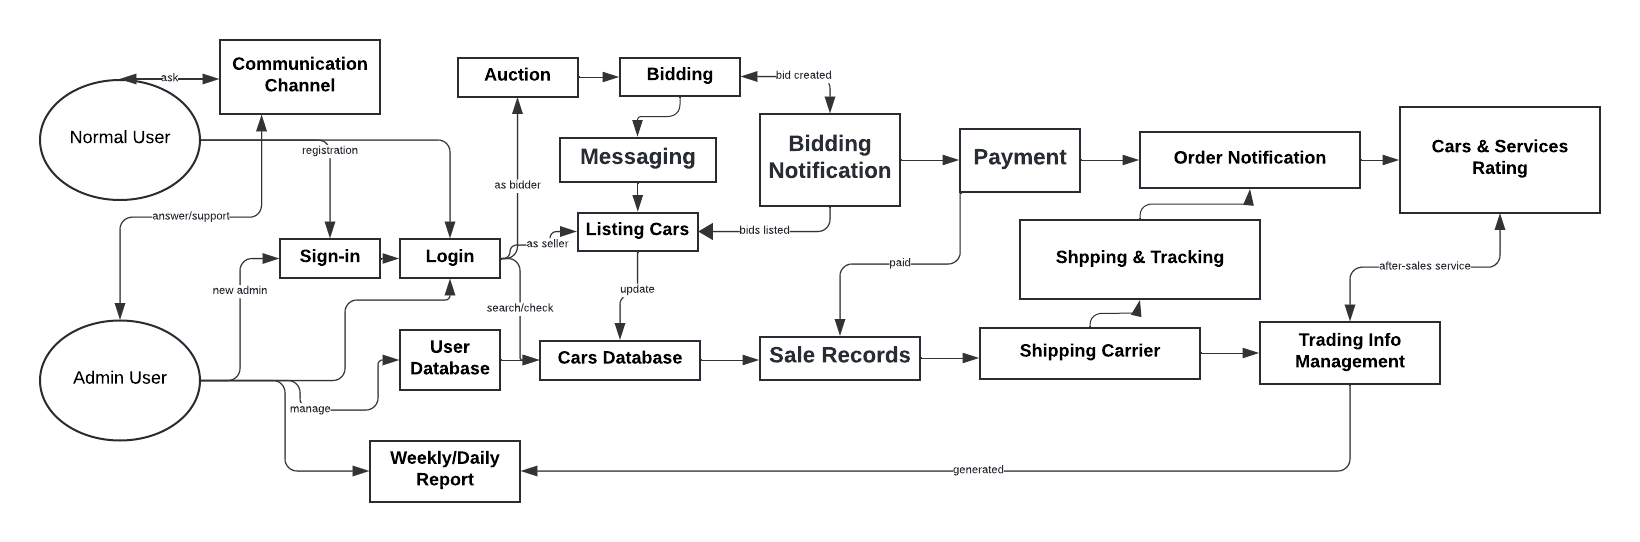 Communication
Channel
ask
Normal User
registration
answer/support
Auction
Bidding
bid created
Messaging
Bidding
Notification
Payment
Order Notification
Cars & Services
Rating
as bidder
Listing Cars
bids listed
as seller
Sign-in
Login
new admin
search/check
update
paid
Shpping & Tracking
after-sales service
Admin User
User
Database
Cars Database
Sale Records
Shipping Carrier
Trading Info
Management
manage
Weekly/Daily
Report
generated